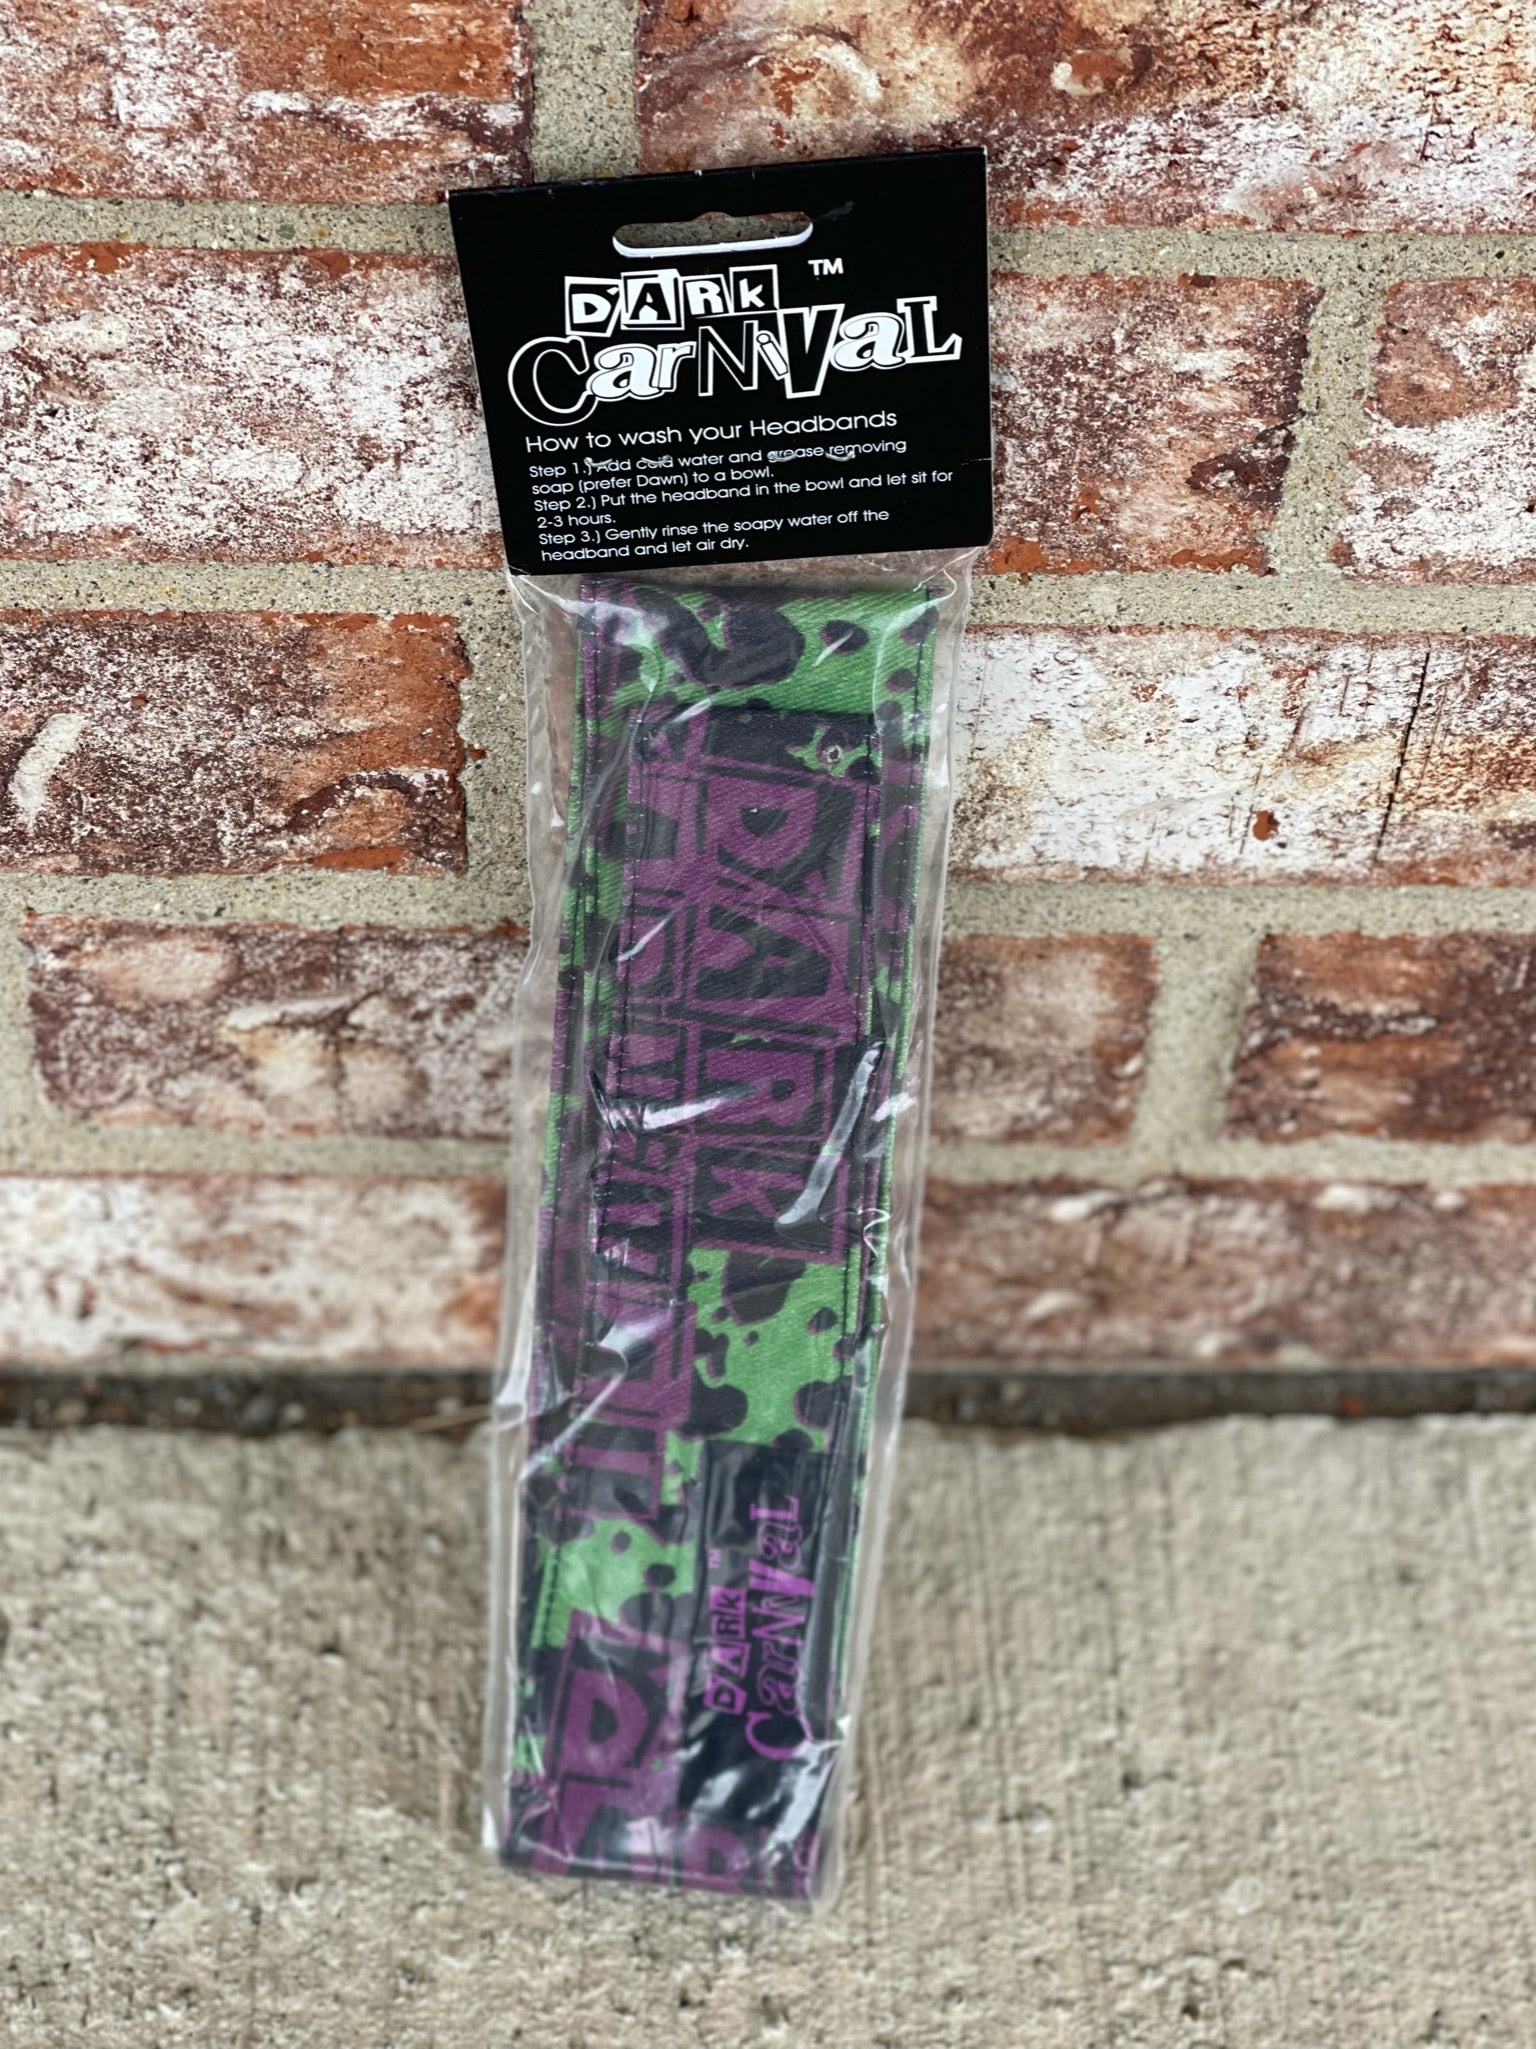 DARK TM
CarNiVaL
How to wash your Headbands
Step 1.) Add cold water and grease removing
soap (prefer Dawn) to a bowl.
Step 2.) Put the headband in the bowl and let sit for
2-3 hours.
Step 3.) Gently rinse the soapy water off the
headband and let air dry.
DARK
DARK TM
CarNiVaL